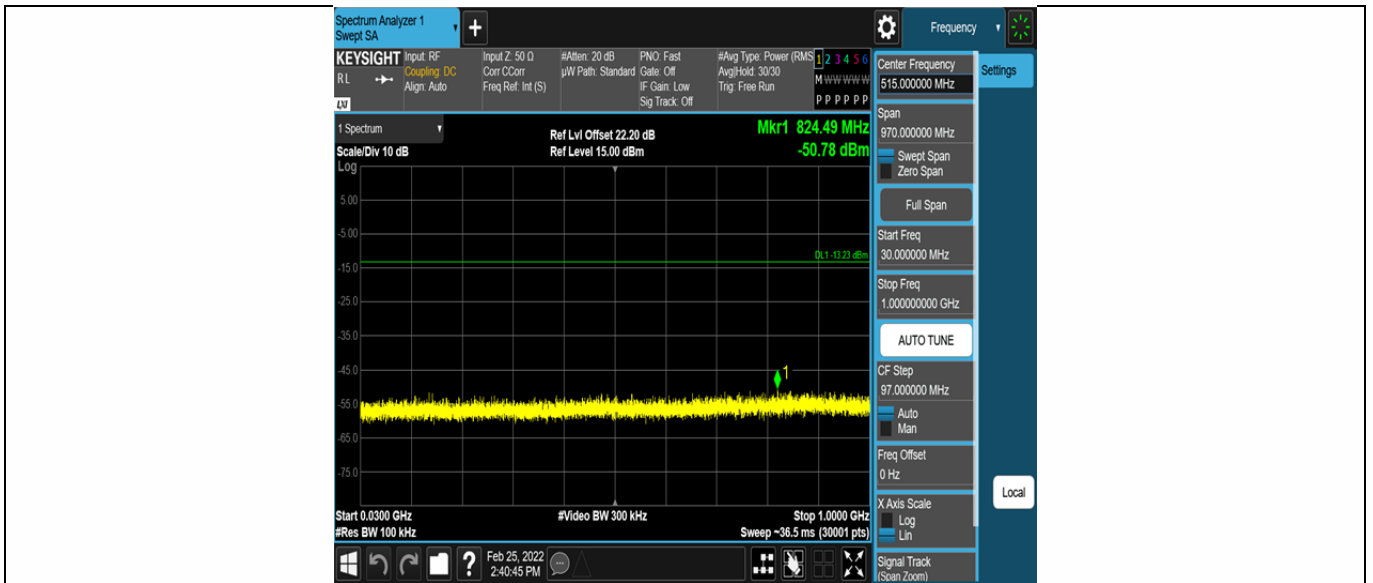 Spectrum Analyzer 1
Swept SA
+
Frequency
KEYSIGHT
RL
LXI
Input: RF
Coupling: DC
Align: Auto
Input Z: 50 Ω
Corr CCorr
Freq Ref: Int (S)
#Atten: 20 dB
µW Path: Standard
PNO: Fast
Gate: Off
IF Gain: Low
Sig Track: Off
#Avg Type: Power (RMS
Avg|Hold: 30/30
Trig: Free Run
1 2 3 4 5 6
M W W W W W
P P P P P P
1 Spectrum
Scale/Div 10 dB
Log
Ref Lvl Offset 22.20 dB
Ref Level 15.00 dBm
Mkr1 824.49 MHz
-50.78 dBm
5.00
-5.00
DL1 -13.23 dBm
-15.0
-25.0
-35.0
-45.0
1
-55.0
-65.0
-75.0
Start 0.0300 GHz
#Res BW 100 kHz
#Video BW 300 kHz
Stop 1.0000 GHz
Sweep ~36.5 ms (30001 pts)
?
Feb 25, 2022
2:40:45 PM
Center Frequency
515.000000 MHz
Settings
Span
970.000000 MHz
Swept Span
Zero Span
Full Span
Start Freq
30.000000 MHz
Stop Freq
1.000000000 GHz
AUTO TUNE
CF Step
97.000000 MHz
Auto
Man
Freq Offset
0 Hz
X Axis Scale
Log
Lin
Local
Signal Track
(Span Zoom)